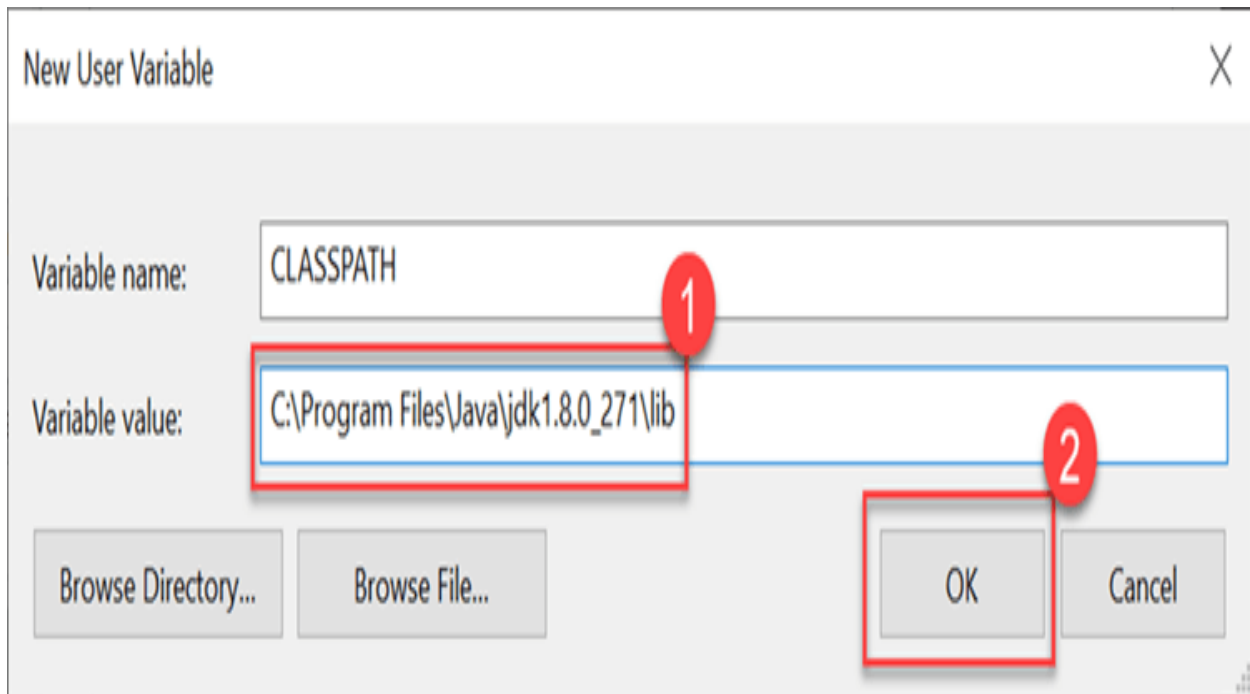 New User Variable
Variable name:
CLASSPATH
1
Variable value:
C:\Program Files\Java\jdk1.8.0_271\lib
2
Browse Directory...
Browse File...
OK
Cancel